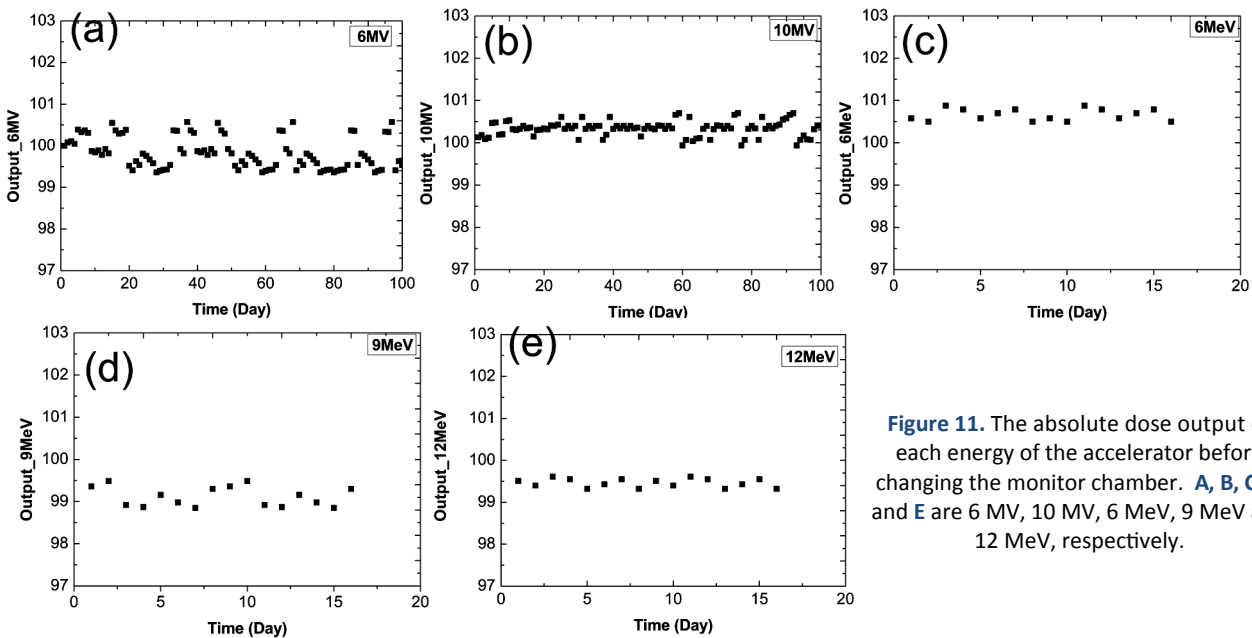 (a)
6MV
103
102
101
100
99
98
97
Output_6MV
0 20 40 60 80 100
Time (Day)
(b)
10MV
103
102
101
100
99
98
97
Output_10MV
0 20 40 60 80 100
Time (Day)
(c)
6MeV
103
102
101
100
99
98
97
Output_6MeV
0 5 10 15 20
Time (Day)
(d)
9MeV
103
102
101
100
99
98
97
Output_9MeV
0 5 10 15 20
Time (Day)
(e)
12MeV
103
102
101
100
99
98
97
Output_12MeV
0 5 10 15 20
Time (Day)
Figure 11. The absolute dose output
each energy of the accelerator befor
changing the monitor chamber. A, B,
and E are 6 MV, 10 MV, 6 MeV, 9 MeV
12 MeV, respectively.